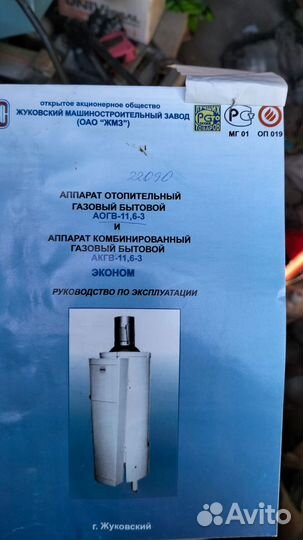 UNIVERSAL
открытое акционерное общество
ЖУКОВСКИЙ МАШИНОСТРОИТЕЛЬНЫЙ ЗАВОД
(ОАО "ЖМЗ")
МГ 01
ОП 019
22090
АППАРАТ ОТОПИТЕЛЬНЫЙ
ГАЗОВЫЙ БЫТОВОЙ
АОГВ-11,6-3
И
АППАРАТ КОМБИНИРОВАННЫЙ
ГАЗОВЫЙ БЫТОВОЙ
АКГВ-11,6-3
ЭКОНОМ
РУКОВОДСТВО ПО ЭКСПЛУАТАЦИИ
г. Жуковский
Avito